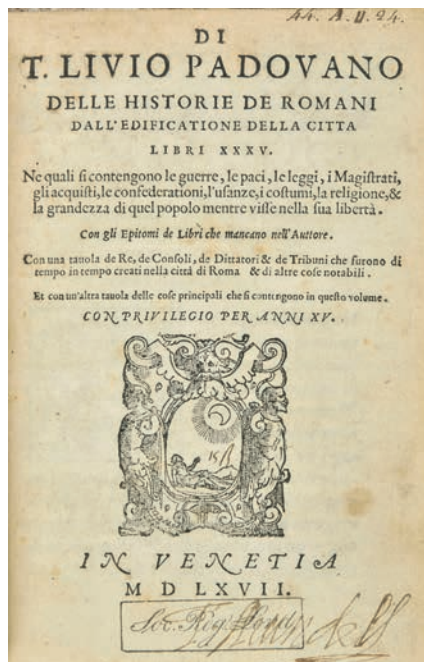 44. A. 11. 24.
DI
T. LIVIO PADOVANO
DELLE HISTORIE DE ROMANI
DALL'EDIFICATIONE DELLA CITTA
LIBRI XXXV.
Ne quali si contengono le guerre, le paci, le leggi, i Magistrati,
gli acquisti, le confederationi, l'usanze, i costumi, la religione, &
la grandezza di quel popolo mentre visse nella sua libertà.
Con gli Epitomi de Libri che mancano nell'Auttore.
Con una tauola de Re, de Consoli, de Dittatori & de Tribuni che furono di
tempo in tempo creati nella città di Roma & di altre cose notabili.
Et con un'altra tauola delle cose principali che si contengono in questo volume.
CON PRIVILEGIO PER ANNI XV.
IN VENETIA
M D LXVII.